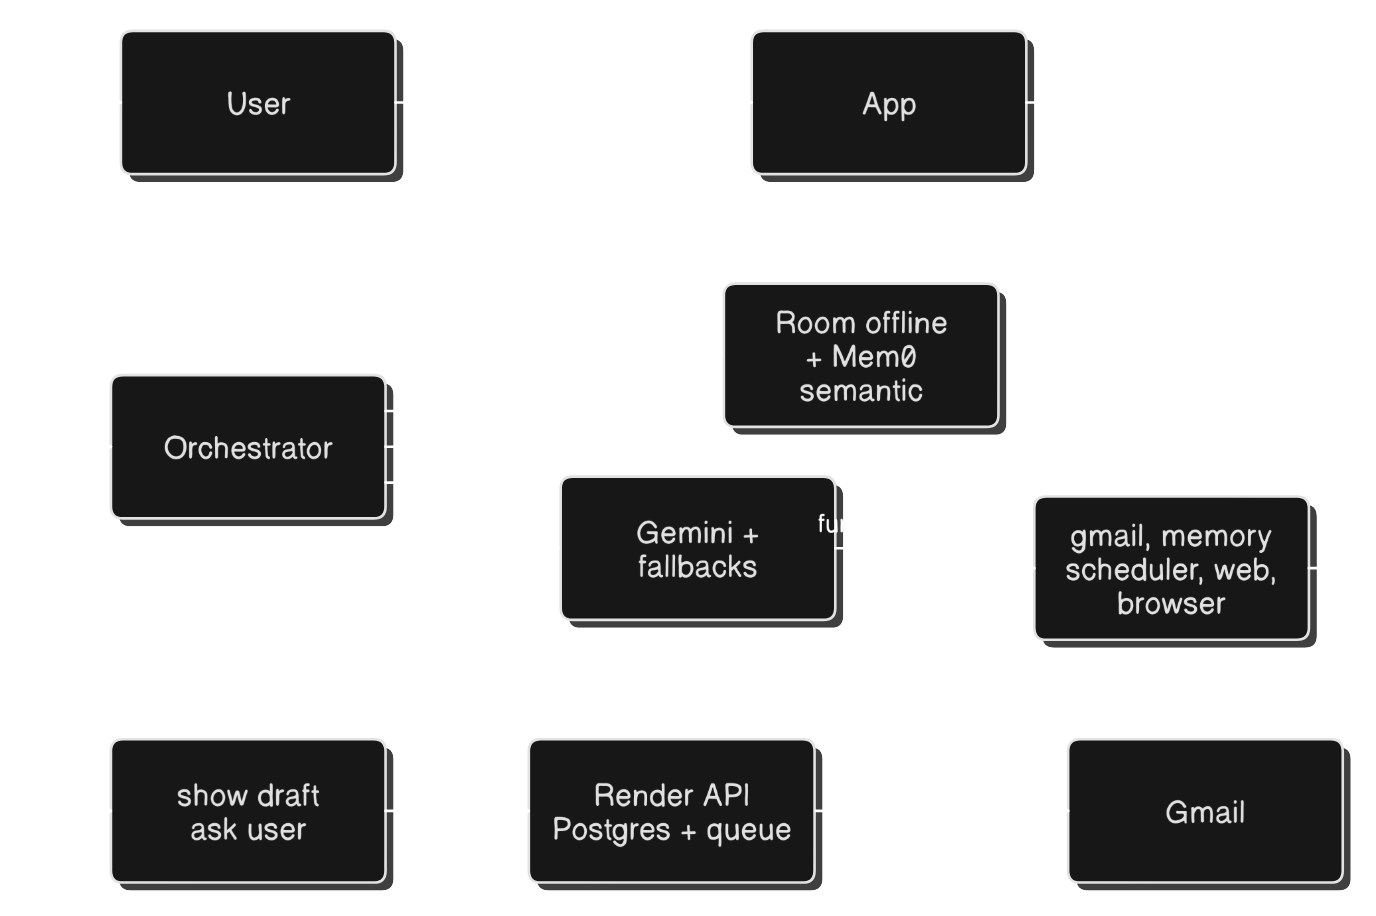 User
App
Room offline
+ Mem0
semantic
Orchestrator
Gemini +
fallbacks
gmail, memory
scheduler, web,
browser
show draft
ask user
Render API
Postgres + queue
Gmail